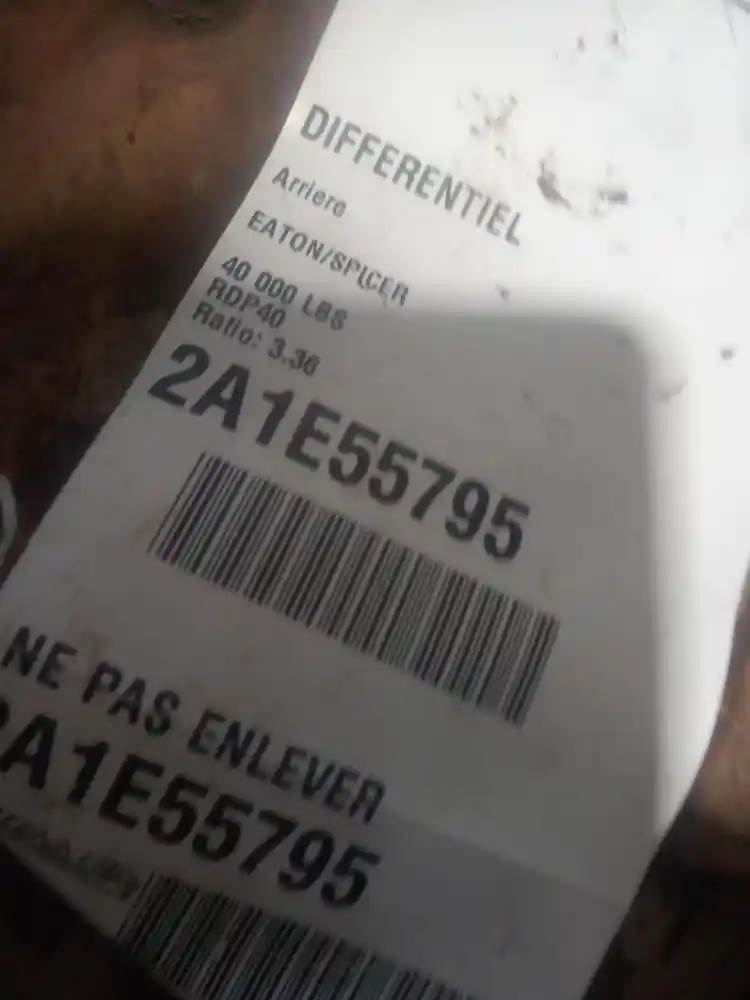 DIFFERENTIEL
Arriere
EATON/SPICER
40 000 LBS
RDP40
Ratio: 3.36
2A1E55795
NE PAS ENLEVER
2A1E55795